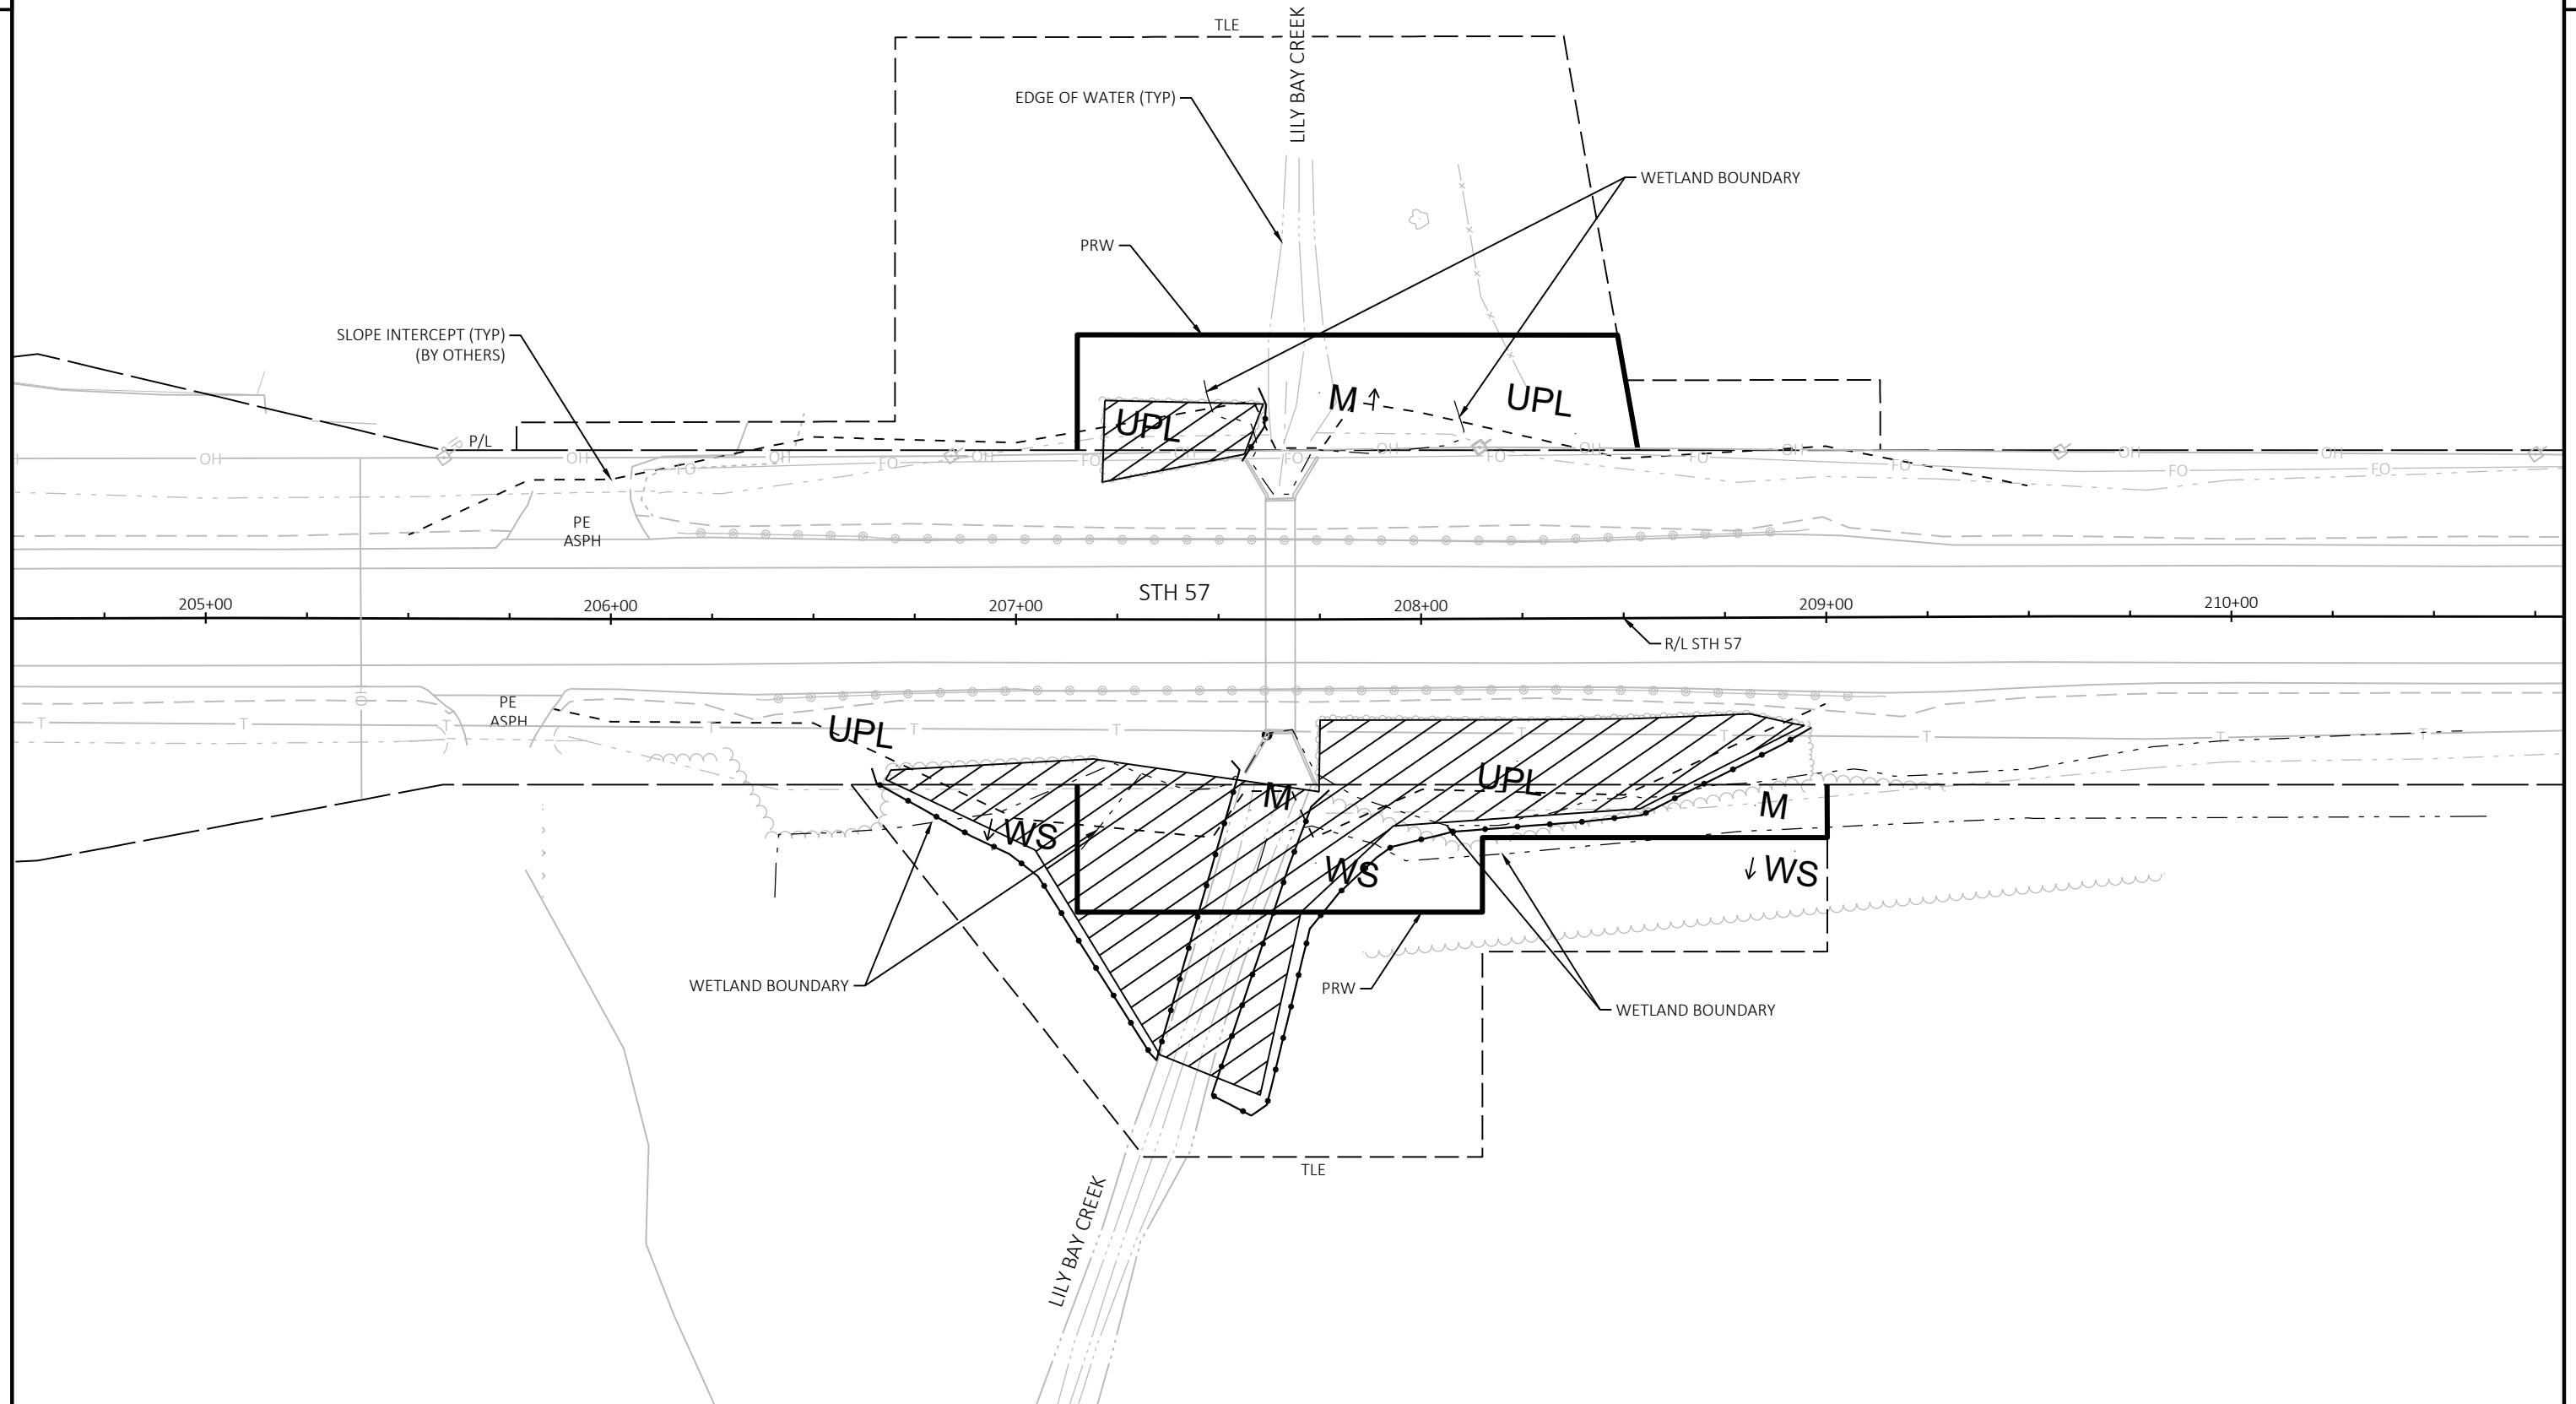 TLE
LILY BAY CREEK
EDGE OF WATER (TYP)
WETLAND BOUNDARY
PRW
SLOPE INTERCEPT (TYP)
(BY OTHERS)
M
UPL
UPL
P/L
OH
OH
OH
OH
OH
OH
OH
OH
OH
FO
FO
FO
FO
FO
FO
FO
FO
FO
PE
ASPH
STH 57
205+00
206+00
207+00
208+00
209+00
210+00
R/L STH 57
PE
ASPH
T
T
T
T
T
T
T
T
T
T
T
UPL
UPL
M
M
WS
WS
WS
WETLAND BOUNDARY
PRW
WETLAND BOUNDARY
TLE
LILY BAY CREEK